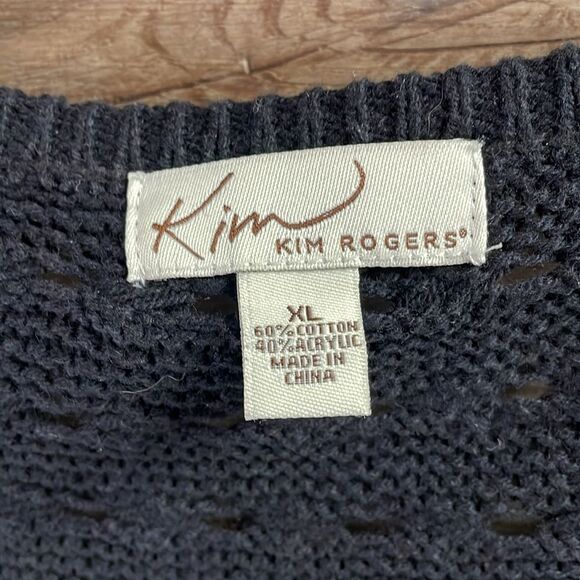 Kim
KIM ROGERS®
XL
60% COTTON
40% ACRYLIC
MADE IN
CHINA